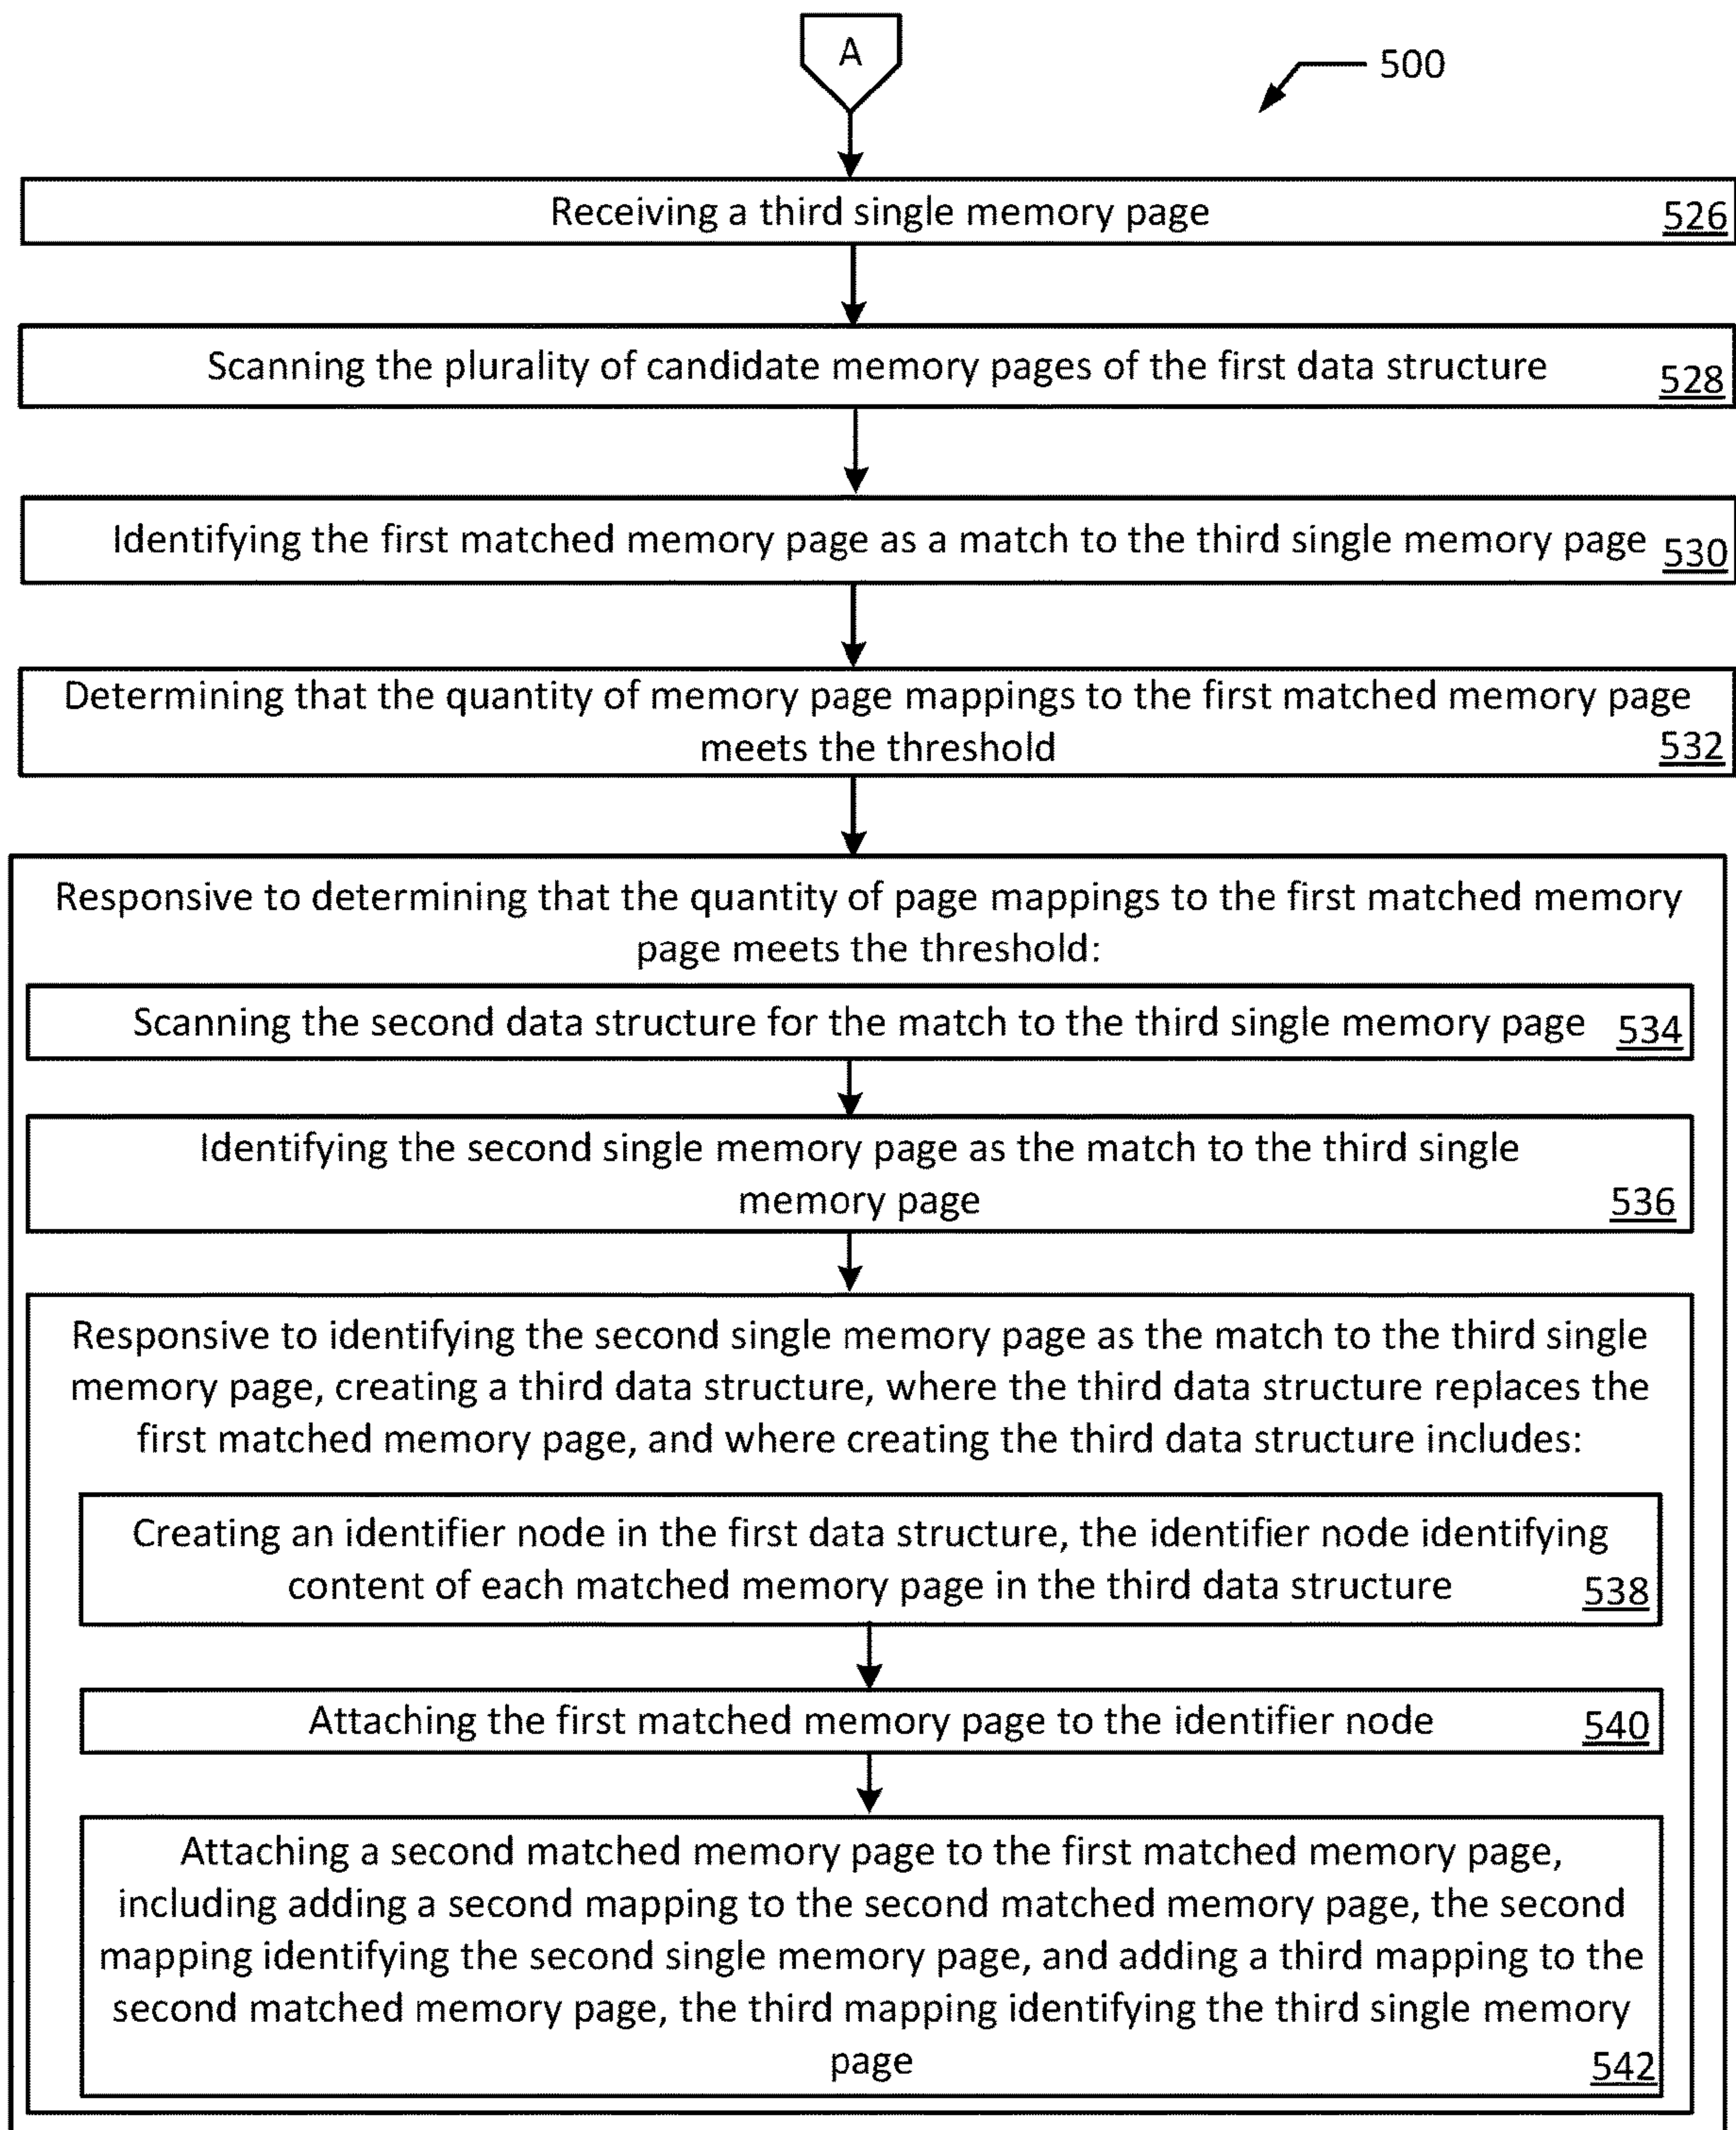 A
500
Receiving a third single memory page
526
Scanning the plurality of candidate memory pages of the first data structure
528
Identifying the first matched memory page as a match to the third single memory page
530
Determining that the quantity of memory page mappings to the first matched memory page
meets the threshold
532
Responsive to determining that the quantity of page mappings to the first matched memory
page meets the threshold:
Scanning the second data structure for the match to the third single memory page
534
Identifying the second single memory page as the match to the third single
memory page
536
Responsive to identifying the second single memory page as the match to the third single
memory page, creating a third data structure, where the third data structure replaces the
first matched memory page, and where creating the third data structure includes:
Creating an identifier node in the first data structure, the identifier node identifying
content of each matched memory page in the third data structure
538
Attaching the first matched memory page to the identifier node
540
Attaching a second matched memory page to the first matched memory page,
including adding a second mapping to the second matched memory page, the second
mapping identifying the second single memory page, and adding a third mapping to the
second matched memory page, the third mapping identifying the third single memory
page
542